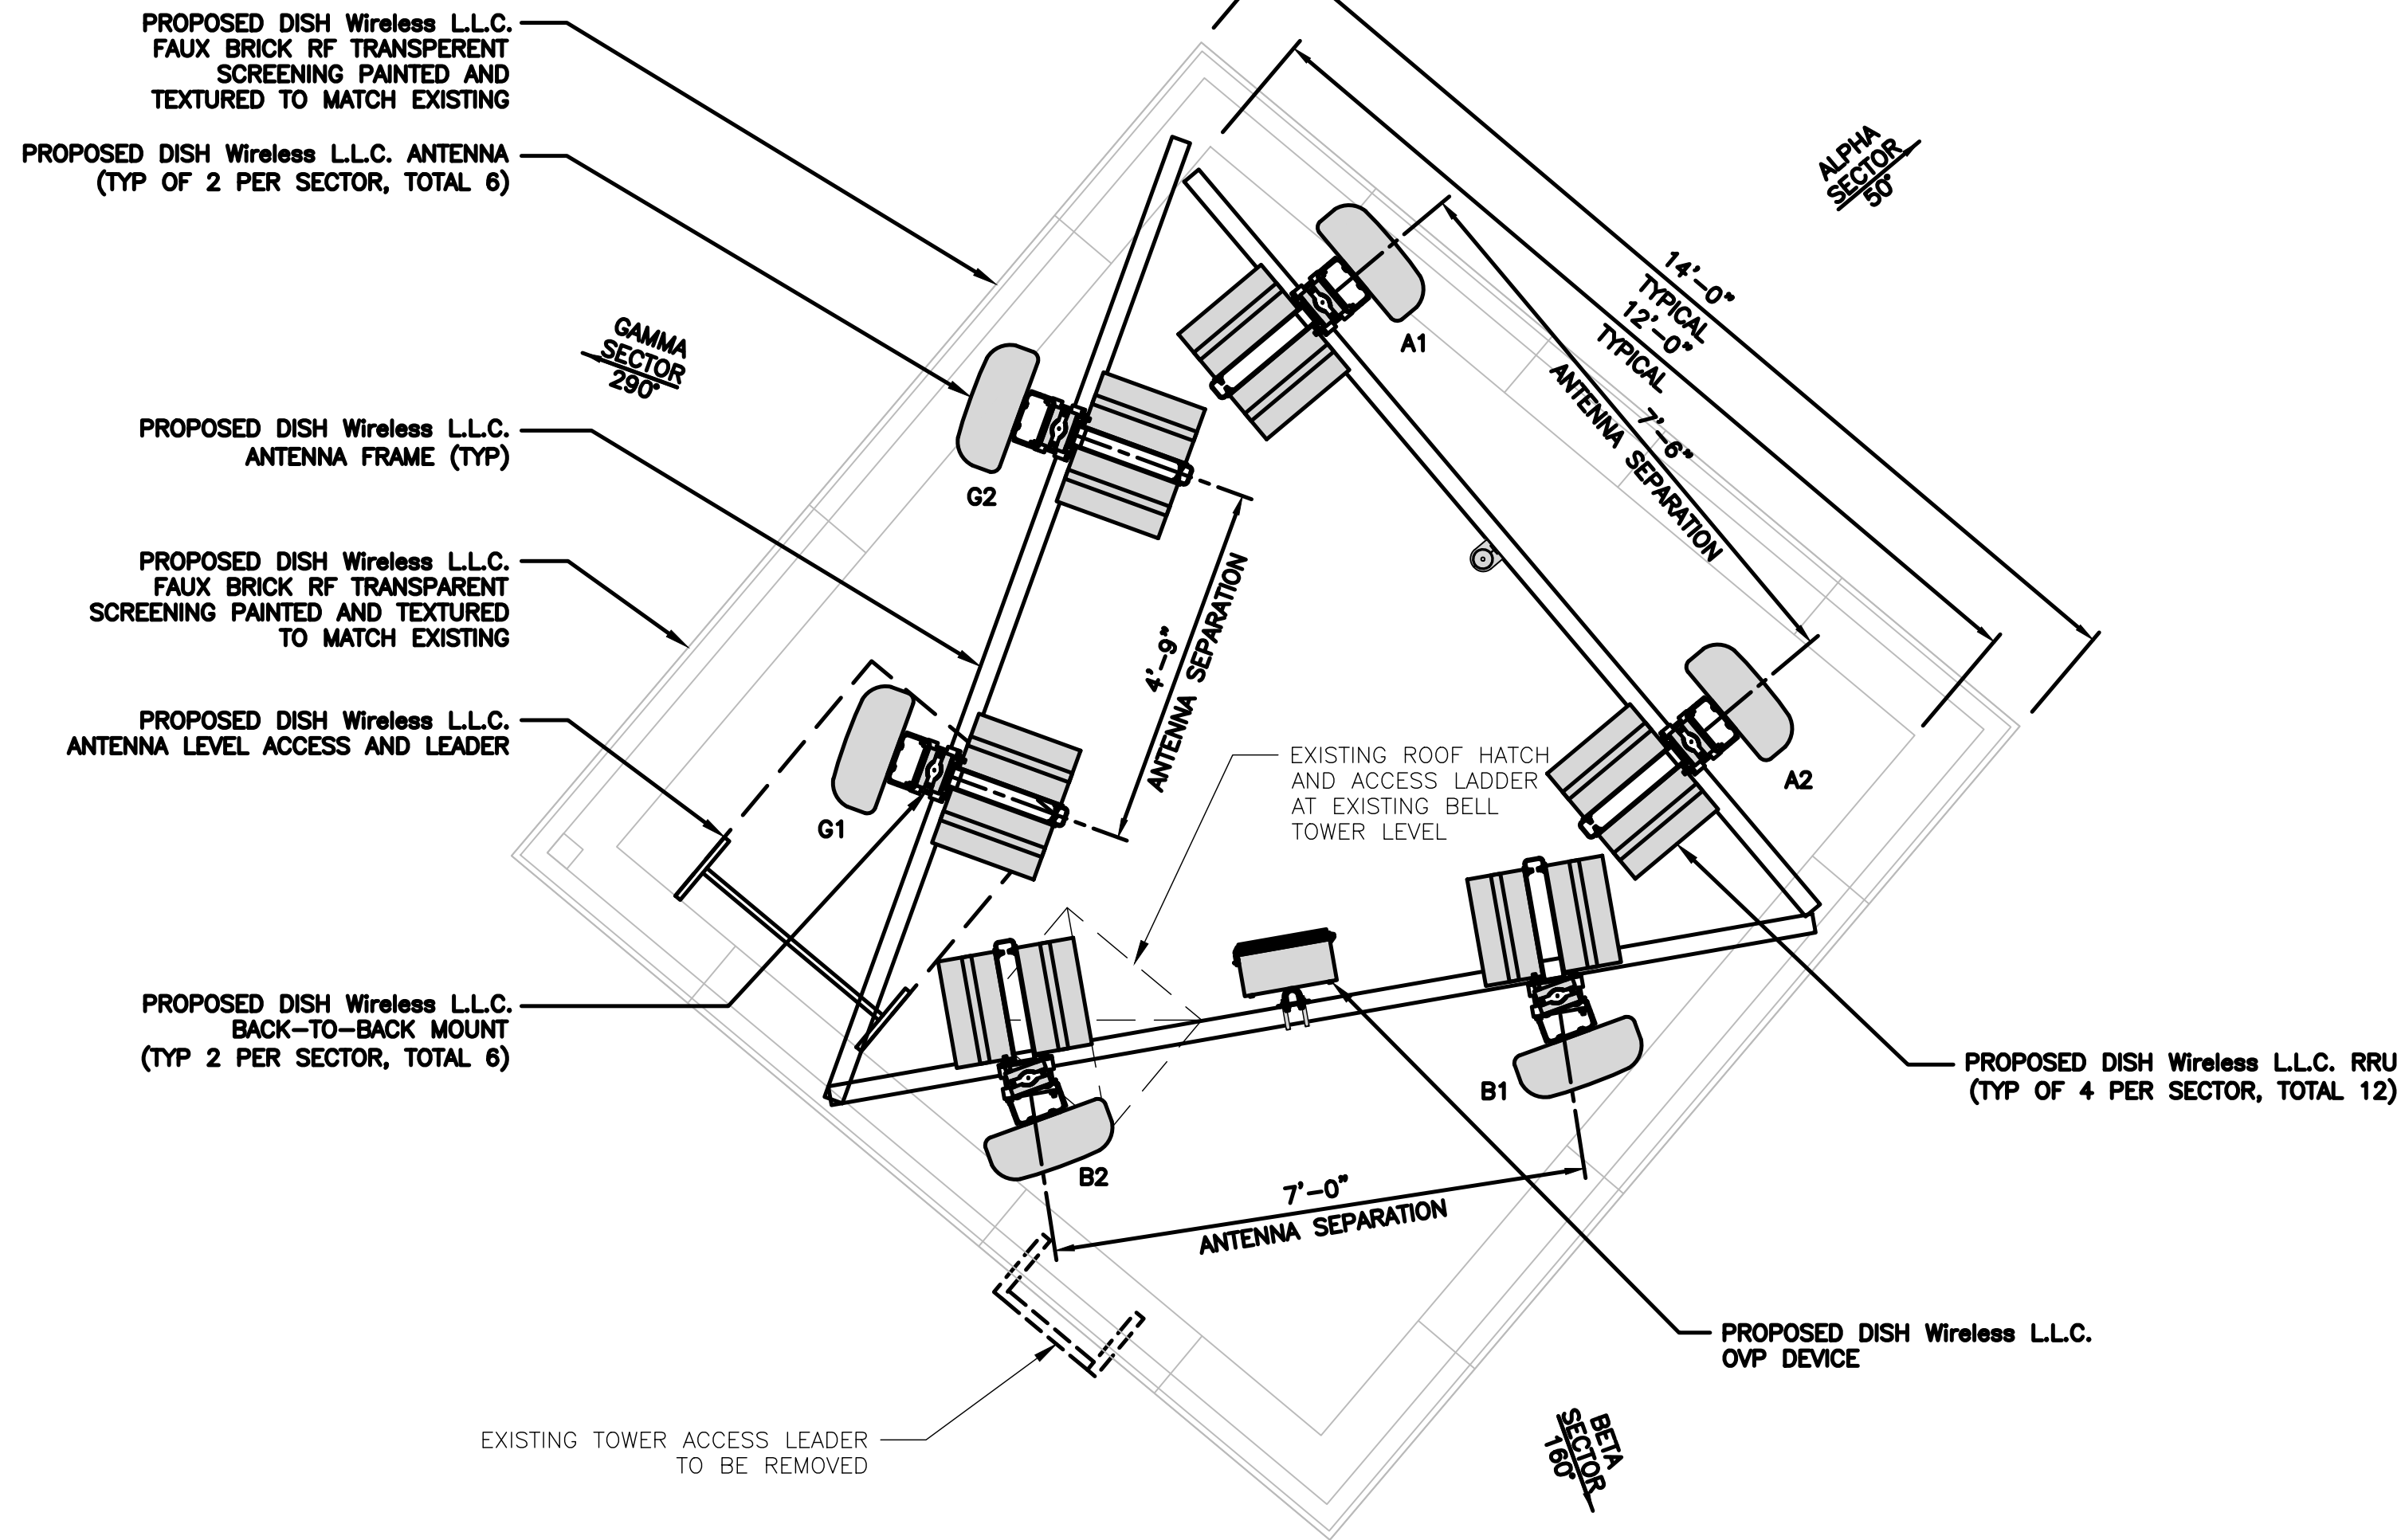 PROPOSED DISH Wireless L.L.C.
FAUX BRICK RF TRANSPERENT
SCREENING PAINTED AND
TEXTURED TO MATCH EXISTING
PROPOSED DISH Wireless L.L.C. ANTENNA
(TYP OF 2 PER SECTOR, TOTAL 6)
GAMMA
SECTOR
290°
PROPOSED DISH Wireless L.L.C.
ANTENNA FRAME (TYP)
PROPOSED DISH Wireless L.L.C.
FAUX BRICK RF TRANSPARENT
SCREENING PAINTED AND TEXTURED
TO MATCH EXISTING
PROPOSED DISH Wireless L.L.C.
ANTENNA LEVEL ACCESS AND LEADER
PROPOSED DISH Wireless L.L.C.
BACK-TO-BACK MOUNT
(TYP 2 PER SECTOR, TOTAL 6)
EXISTING TOWER ACCESS LEADER
TO BE REMOVED
G2
G1
4'-9"
ANTENNA SEPARATION
EXISTING ROOF HATCH
AND ACCESS LADDER
AT EXISTING BELL
TOWER LEVEL
ALPHA
SECTOR
50°
14'-0"
TYPICAL
12'-0"
TYPICAL
7'-6"
ANTENNA SEPARATION
A1
A2
B1
B2
7'-0"
ANTENNA SEPARATION
PROPOSED DISH Wireless L.L.C. RRU
(TYP OF 4 PER SECTOR, TOTAL 12)
PROPOSED DISH Wireless L.L.C.
OVP DEVICE
BETA
SECTOR
160°